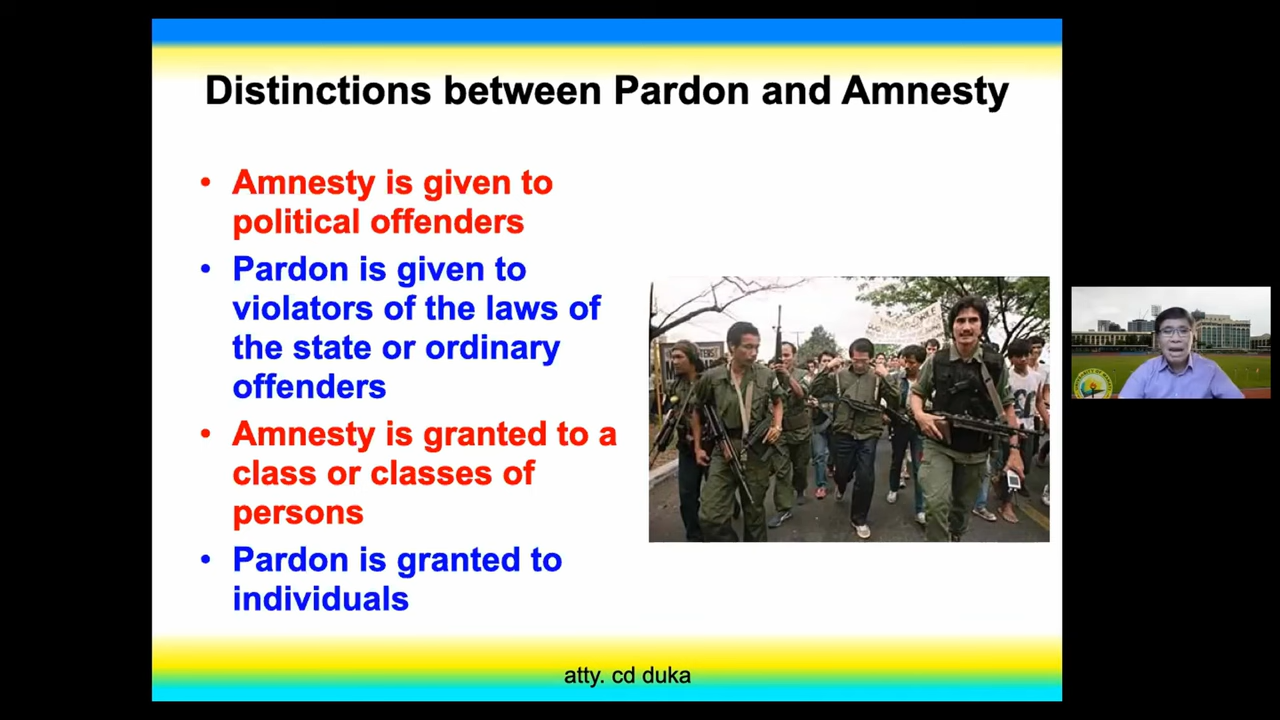 Distinctions between Pardon and Amnesty
• Amnesty is given to
political offenders
• Pardon is given to
violators of the laws of
the state or ordinary
offenders
• Amnesty is granted to a
class or classes of
persons
• Pardon is granted to
individuals
atty. cd duka